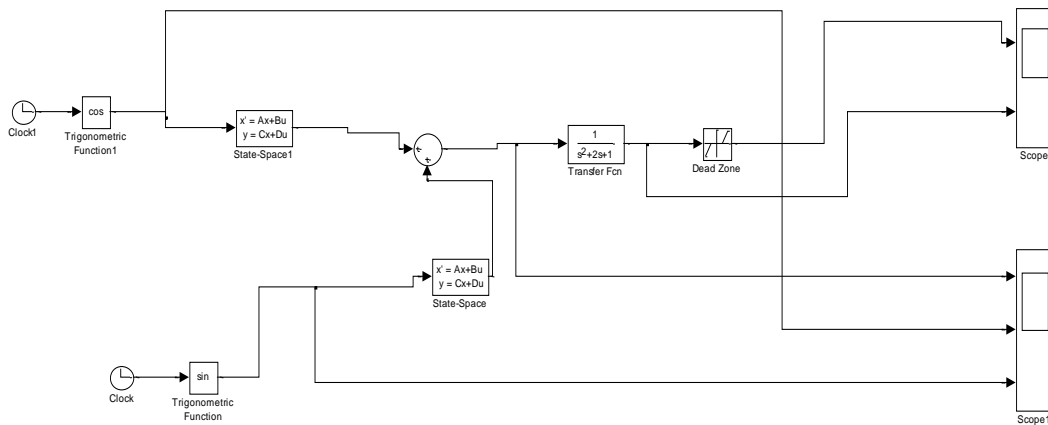 cos
Clock1
Trigonometric
Function1
x' = Ax+Bu
y = Cx+Du
State-Space1
1
s²+2s+1
Transfer Fcn
Dead Zone
Scope
x' = Ax+Bu
y = Cx+Du
State-Space
sin
Clock
Trigonometric
Function
Scope1